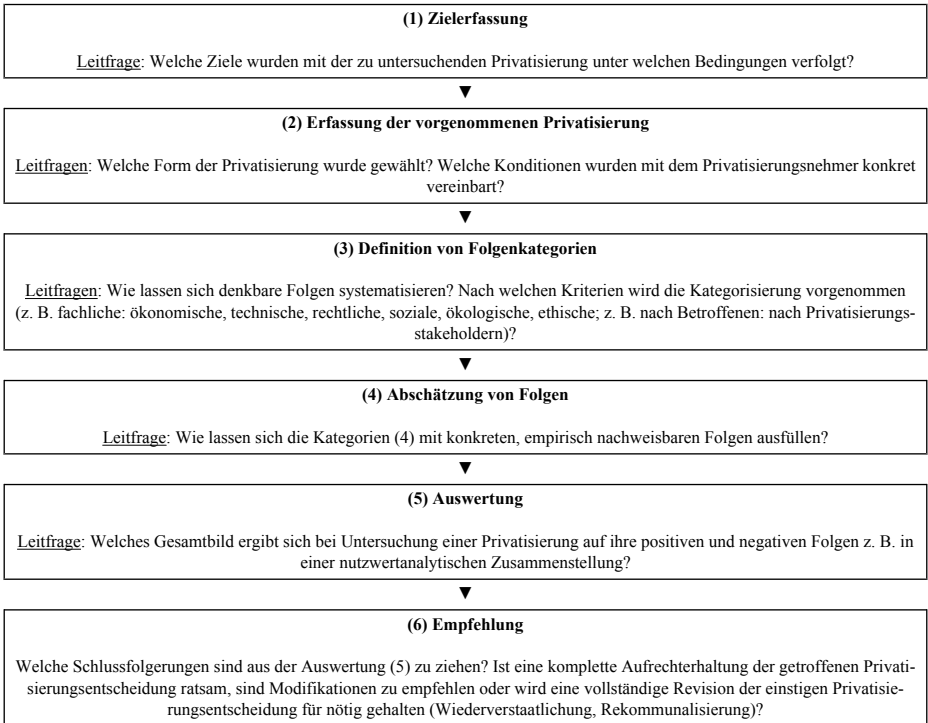 (1) Zielerfassung
Leitfrage: Welche Ziele wurden mit der zu untersuchenden Privatisierung unter welchen Bedingungen verfolgt?
▼
(2) Erfassung der vorgenommenen Privatisierung
Leitfragen: Welche Form der Privatisierung wurde gewählt? Welche Konditionen wurden mit dem Privatisierungsnehmer konkret
vereinbart?
▼
(3) Definition von Folgenkategorien
Leitfragen: Wie lassen sich denkbare Folgen systematisieren? Nach welchen Kriterien wird die Kategorisierung vorgenommen
(z. B. fachliche: ökonomische, technische, rechtliche, soziale, ökologische, ethische; z. B. nach Betroffenen: nach Privatisierungs-
stakeholdern)?
▼
(4) Abschätzung von Folgen
Leitfrage: Wie lassen sich die Kategorien (4) mit konkreten, empirisch nachweisbaren Folgen ausfüllen?
▼
(5) Auswertung
Leitfrage: Welches Gesamtbild ergibt sich bei Untersuchung einer Privatisierung auf ihre positiven und negativen Folgen z. B. in
einer nutzwertanalytischen Zusammenstellung?
▼
(6) Empfehlung
Welche Schlussfolgerungen sind aus der Auswertung (5) zu ziehen? Ist eine komplette Aufrechterhaltung der getroffenen Privati-
sierungsentscheidung ratsam, sind Modifikationen zu empfehlen oder wird eine vollständige Revision der einstigen Privatisie-
rungsentscheidung für nötig gehalten (Wiederverstaatlichung, Rekommunalisierung)?